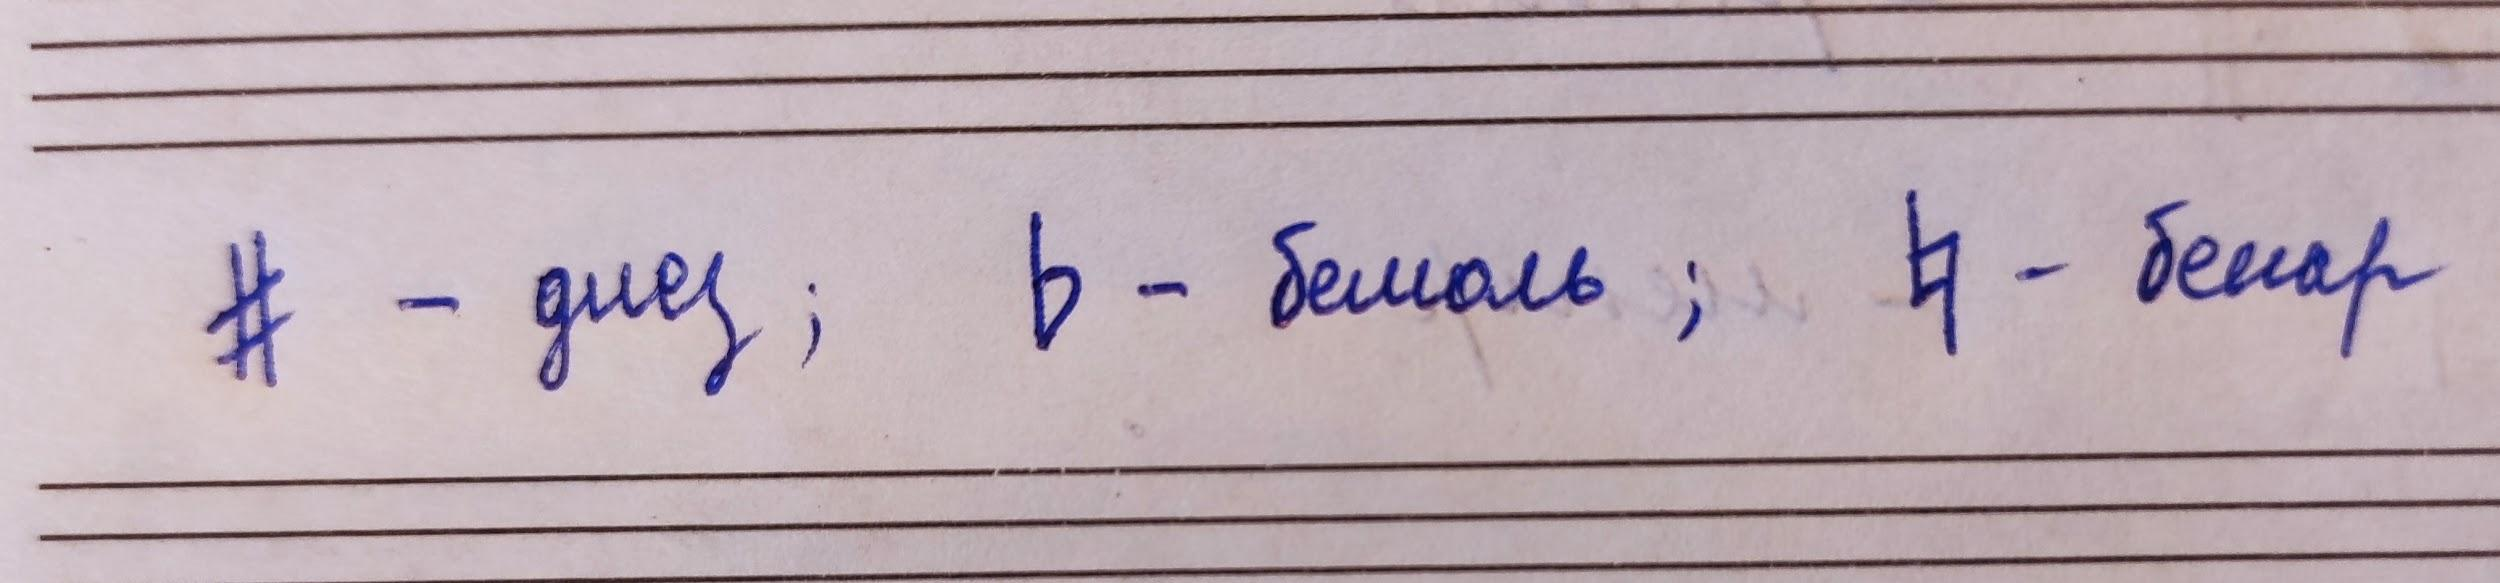 ♯ - диез; ♭ - бемоль; ♮ - бекар